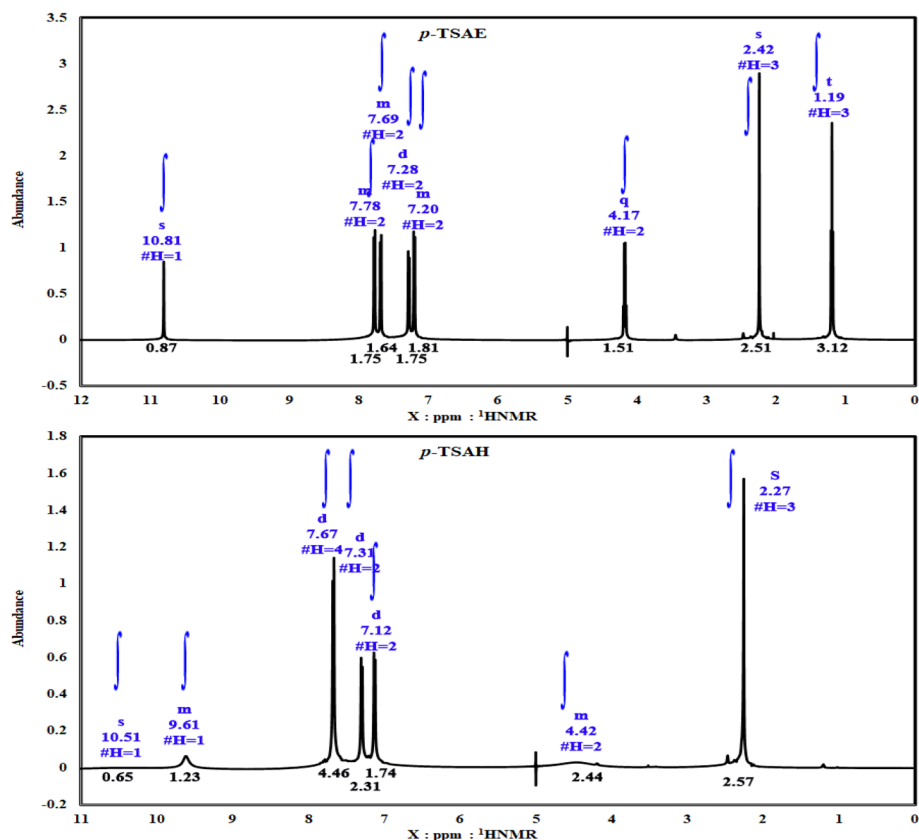 p-TSAE
3.5
3
2.5
2
1.5
1
0.5
0
-0.5
Abundance
s
10.81
#H=1
m
7.69
#H=2
m
7.78
#H=2
d
7.28
#H=2
m
7.20
#H=2
q
4.17
#H=2
s
2.42
#H=3
t
1.19
#H=3
0.87
1.64
1.75
1.81
1.75
1.51
2.51
3.12
12 11 10 9 8 7 6 5 4 3 2 1 0
X : ppm : ¹HNMR
p-TSAH
1.8
1.6
1.4
1.2
1
0.8
0.6
0.4
0.2
0
-0.2
Abundance
s
10.51
#H=1
m
9.61
#H=1
d
7.67
#H=4
d
7.31
#H=2
d
7.12
#H=2
m
4.42
#H=2
S
2.27
#H=3
0.65
1.23
4.46
1.74
2.31
2.44
2.57
11 10 9 8 7 6 5 4 3 2 1 0
X : ppm : ¹HNMR